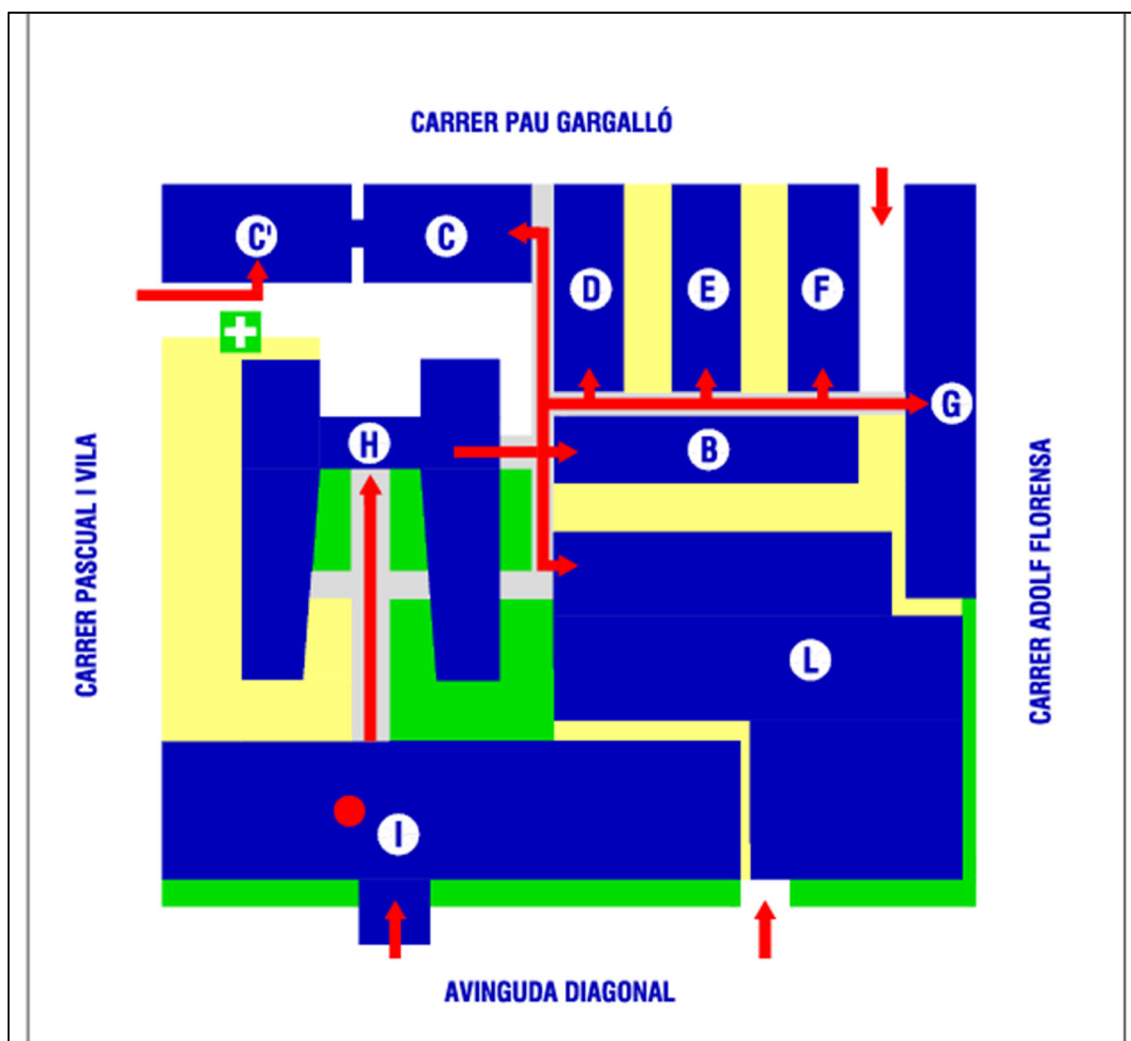 CARRER PAU GARGALLÓ
C'
C
D
E
F
G
H
B
CARRER PASCUAL I VILA
CARRER ADOLF FLORENSA
L
I
AVINGUDA DIAGONAL